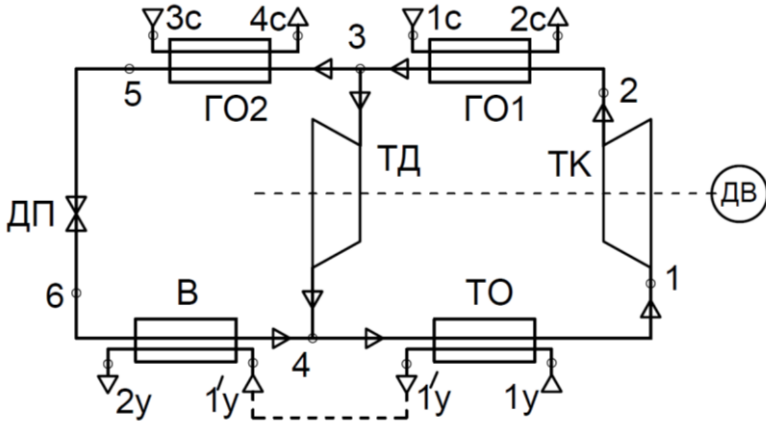 3с 4с 3 1с 2с
5 ГО2 ГО1 2
ТД ТК
ДП ДВ
6 В ТО 1
2у 1′у 4 1′у 1у